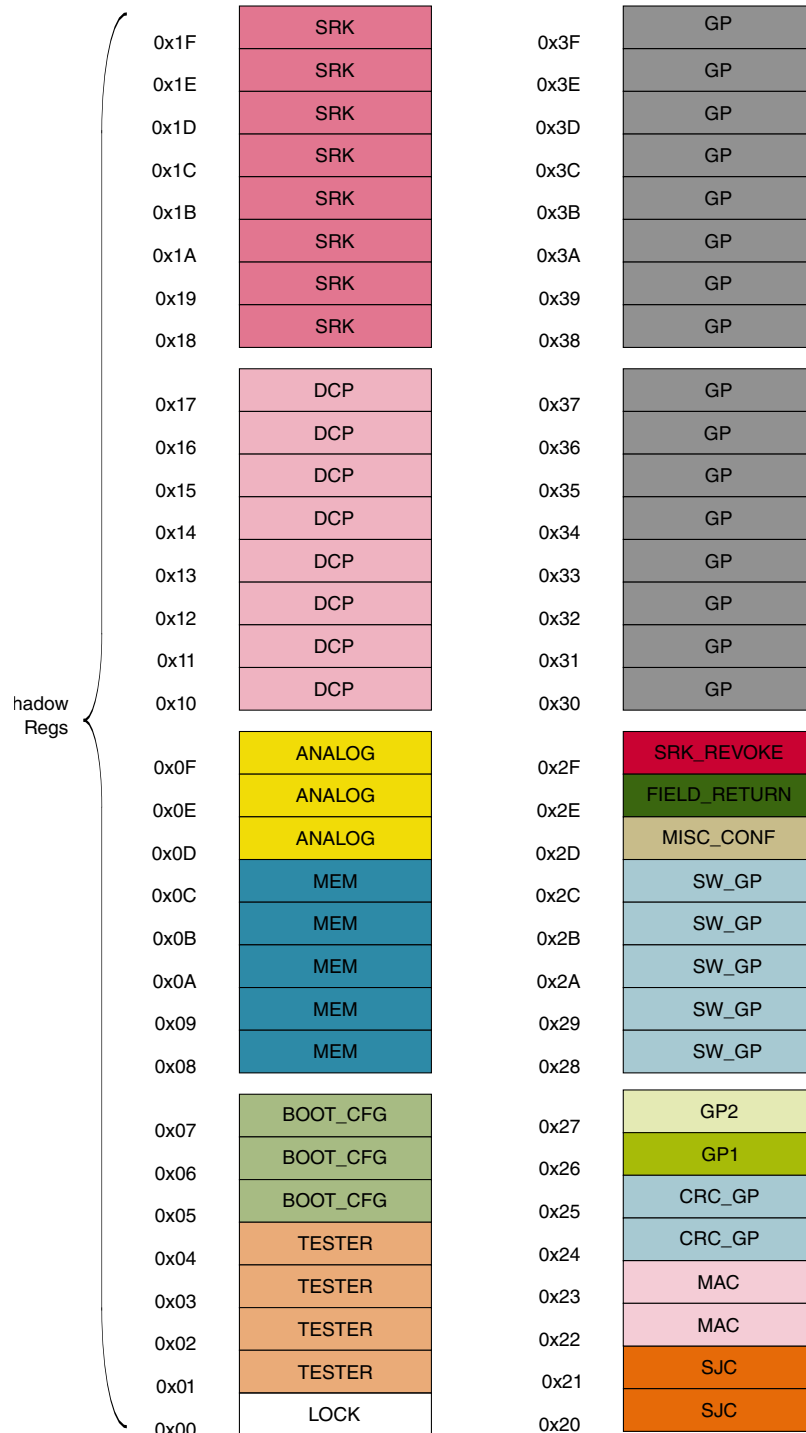 0x1F SRK 0x3F GP
0x1E SRK 0x3E GP
0x1D SRK 0x3D GP
0x1C SRK 0x3C GP
0x1B SRK 0x3B GP
0x1A SRK 0x3A GP
0x19 SRK 0x39 GP
0x18 SRK 0x38 GP
0x17 DCP 0x37 GP
0x16 DCP 0x36 GP
0x15 DCP 0x35 GP
0x14 DCP 0x34 GP
0x13 DCP 0x33 GP
0x12 DCP 0x32 GP
0x11 DCP 0x31 GP
0x10 DCP 0x30 GP
hadow
Regs
0x0F ANALOG 0x2F SRK_REVOKE
0x0E ANALOG 0x2E FIELD_RETURN
0x0D ANALOG 0x2D MISC_CONF
0x0C MEM 0x2C SW_GP
0x0B MEM 0x2B SW_GP
0x0A MEM 0x2A SW_GP
0x09 MEM 0x29 SW_GP
0x08 MEM 0x28 SW_GP
0x07 BOOT_CFG 0x27 GP2
0x06 BOOT_CFG 0x26 GP1
0x05 BOOT_CFG 0x25 CRC_GP
0x04 TESTER 0x24 CRC_GP
0x03 TESTER 0x23 MAC
0x02 TESTER 0x22 MAC
0x01 TESTER 0x21 SJC
0x00 LOCK 0x20 SJC